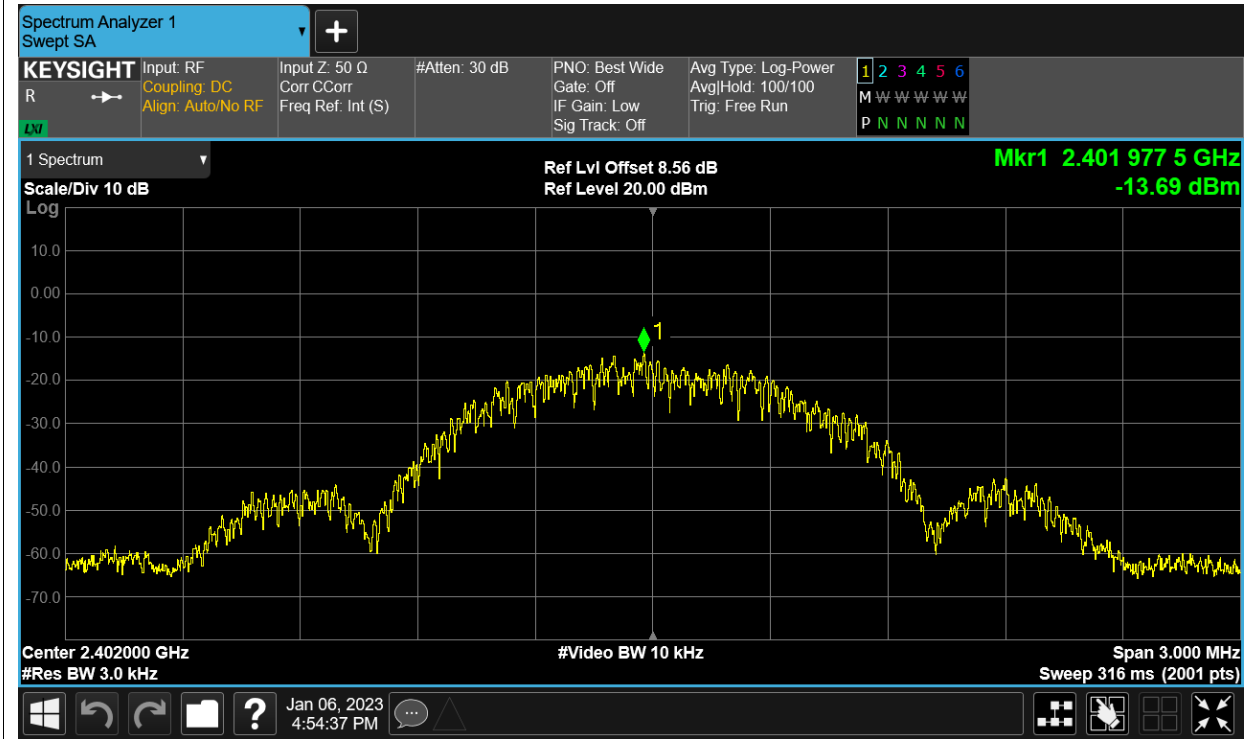 Spectrum Analyzer 1
Swept SA
+
KEYSIGHT
R
LXI
Input: RF
Coupling: DC
Align: Auto/No RF
Input Z: 50 Ω
Corr CCorr
Freq Ref: Int (S)
#Atten: 30 dB
PNO: Best Wide
Gate: Off
IF Gain: Low
Sig Track: Off
Avg Type: Log-Power
Avg|Hold: 100/100
Trig: Free Run
1 2 3 4 5 6
M W W W W W
P N N N N N
1 Spectrum
Scale/Div 10 dB
Log
Ref Lvl Offset 8.56 dB
Ref Level 20.00 dBm
Mkr1 2.401 977 5 GHz
-13.69 dBm
10.0
0.00
-10.0
-20.0
-30.0
-40.0
-50.0
-60.0
-70.0
1
Center 2.402000 GHz
#Res BW 3.0 kHz
#Video BW 10 kHz
Span 3.000 MHz
Sweep 316 ms (2001 pts)
?
Jan 06, 2023
4:54:37 PM